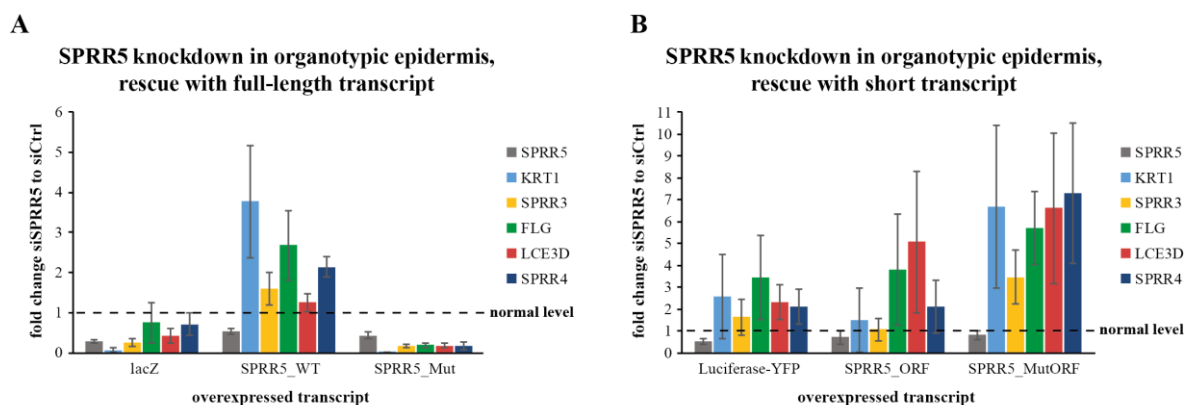 A
SPRR5 knockdown in organotypic epidermis,
rescue with full-length transcript
fold change siSPRR5 to siCtrl
6
5
4
3
2
1
0
normal level
lacZ
SPRR5_WT
SPRR5_Mut
overexpressed transcript
SPRR5
KRT1
SPRR3
FLG
LCE3D
SPRR4
B
SPRR5 knockdown in organotypic epidermis,
rescue with short transcript
fold change siSPRR5 to siCtrl
11
10
9
8
7
6
5
4
3
2
1
0
normal level
Luciferase-YFP
SPRR5_ORF
SPRR5_MutORF
overexpressed transcript
SPRR5
KRT1
SPRR3
FLG
LCE3D
SPRR4